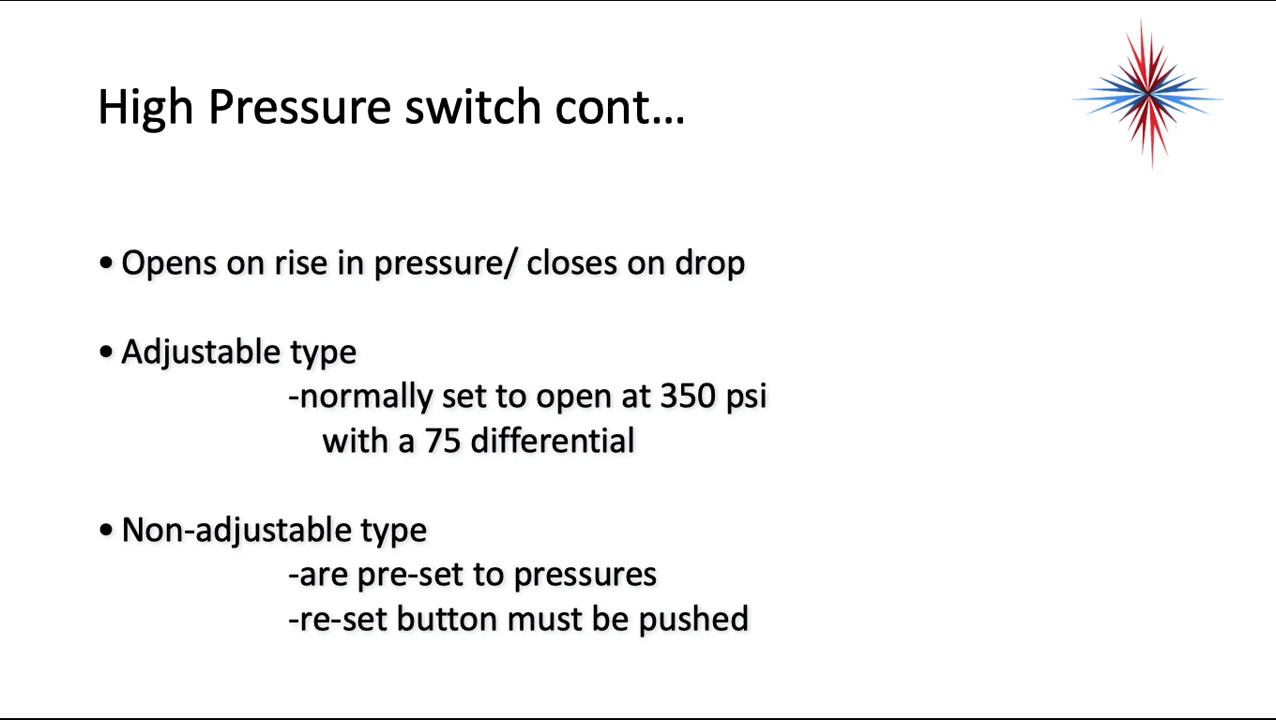 High Pressure switch cont...
• Opens on rise in pressure/ closes on drop
• Adjustable type
-normally set to open at 350 psi
with a 75 differential
• Non-adjustable type
-are pre-set to pressures
-re-set button must be pushed